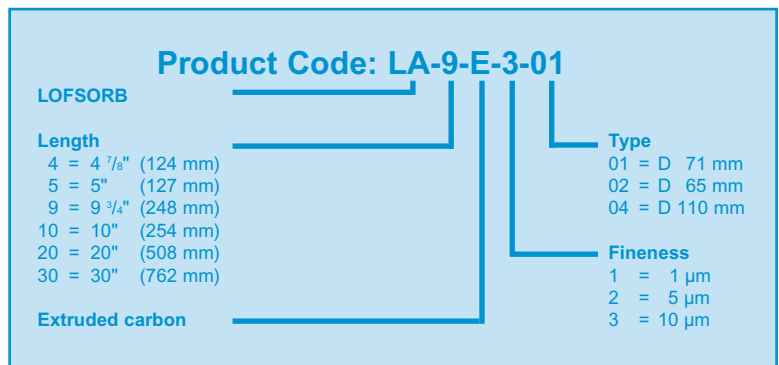 Product Code: LA-9-E-3-01
LOFSORB
Length
4 = 4 7/8" (124 mm)
5 = 5" (127 mm)
9 = 9 3/4" (248 mm)
10 = 10" (254 mm)
20 = 20" (508 mm)
30 = 30" (762 mm)
Extruded carbon
Type
01 = D 71 mm
02 = D 65 mm
04 = D 110 mm
Fineness
1 = 1 µm
2 = 5 µm
3 = 10 µm